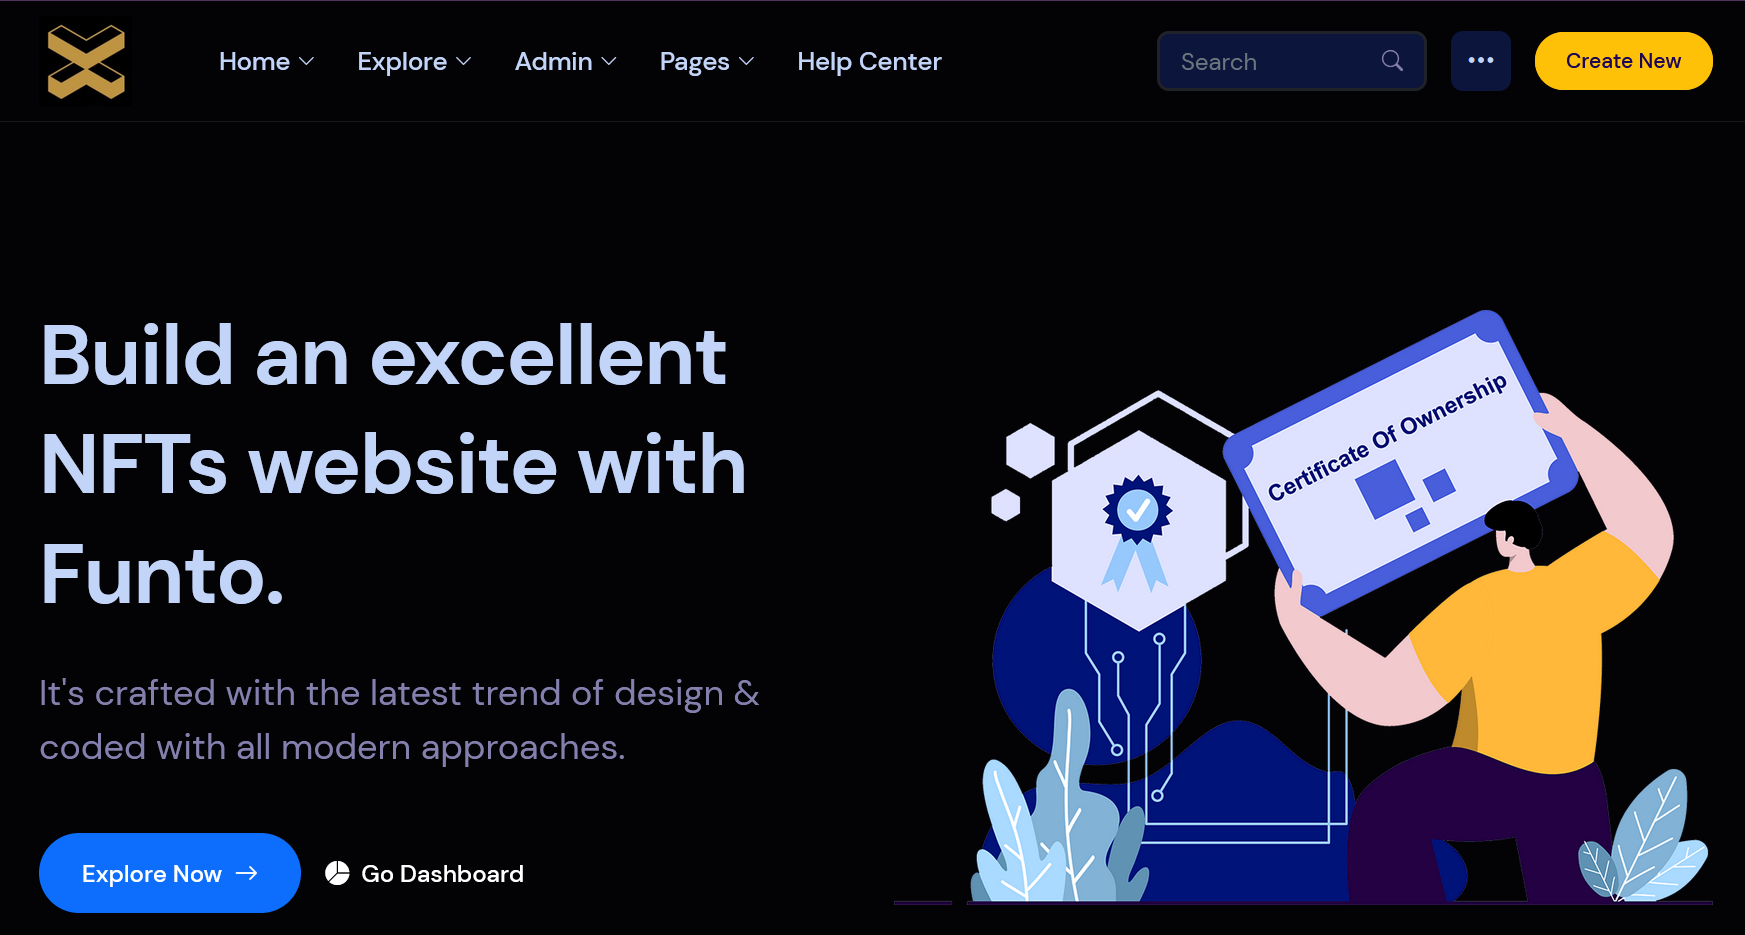 Home Explore Admin Pages Help Center Search Create New
Build an excellent
NFTs website with
Funto.
It's crafted with the latest trend of design &
coded with all modern approaches.
Explore Now Go Dashboard
Certificate Of Ownership